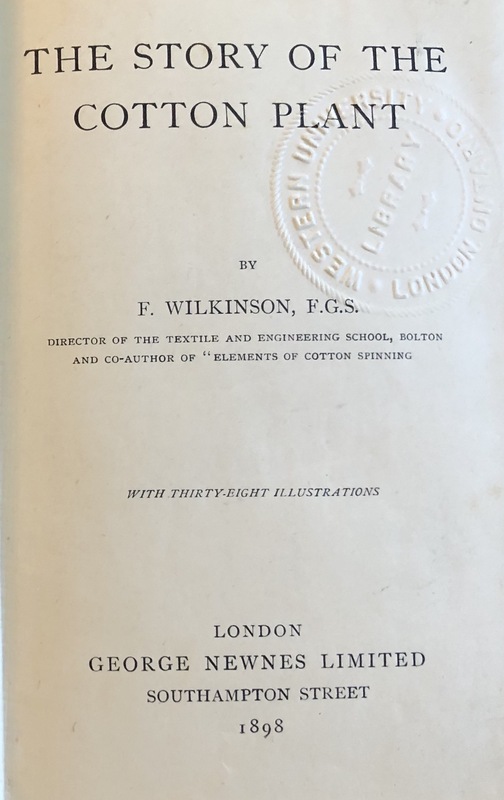 THE STORY OF THE
COTTON PLANT
WESTERN UNIVERSITY · LONDON ONTARIO
LIBRARY
BY
F. WILKINSON, F.G.S.
DIRECTOR OF THE TEXTILE AND ENGINEERING SCHOOL, BOLTON
AND CO-AUTHOR OF "ELEMENTS OF COTTON SPINNING
WITH THIRTY-EIGHT ILLUSTRATIONS
LONDON
GEORGE NEWNES LIMITED
SOUTHAMPTON STREET
1898